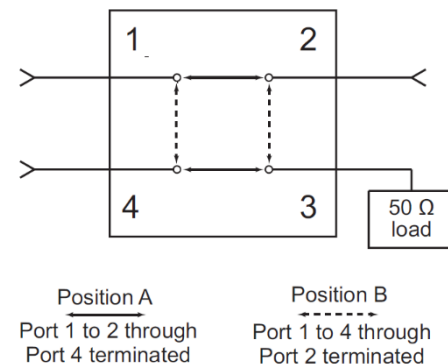 1 2
4 3
50 Ω
load
Position A
Port 1 to 2 through
Port 4 terminated
Position B
Port 1 to 4 through
Port 2 terminated